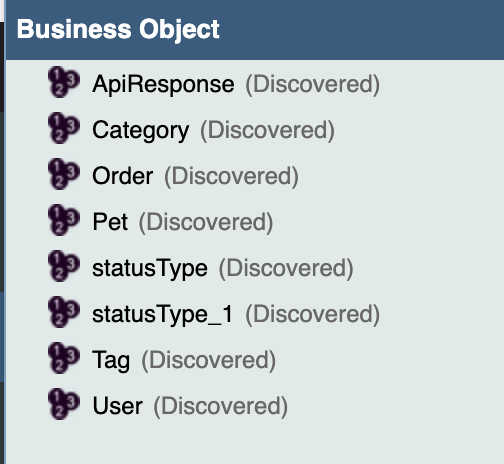 Business Object
ApiResponse (Discovered)
Category (Discovered)
Order (Discovered)
Pet (Discovered)
statusType (Discovered)
statusType_1 (Discovered)
Tag (Discovered)
User (Discovered)